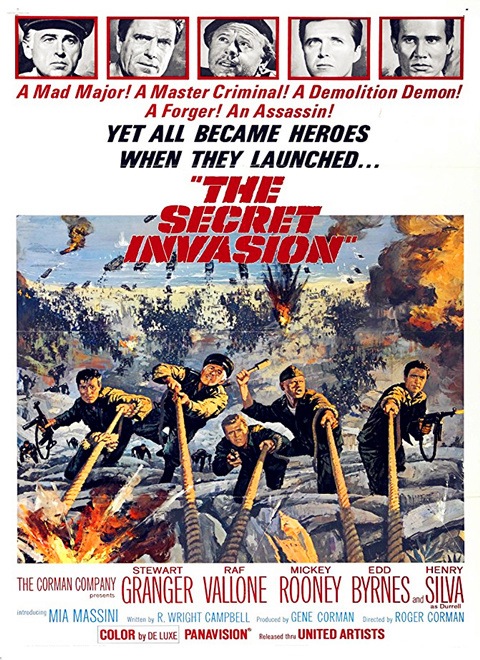 A Mad Major! A Master Criminal! A Demolition Demon!
A Forger! An Assassin!
YET ALL BECAME HEROES
WHEN THEY LAUNCHED...
"THE
SECRET
INVASION"
THE CORMAN COMPANY presents
STEWART GRANGER RAF VALLONE MICKEY ROONEY EDD BYRNES and HENRY SILVA as Durrell
introducing MIA MASSINI Written by R. WRIGHT CAMPBELL Produced by GENE CORMAN Directed by ROGER CORMAN
COLOR by DE LUXE PANAVISION® Released thru UNITED ARTISTS